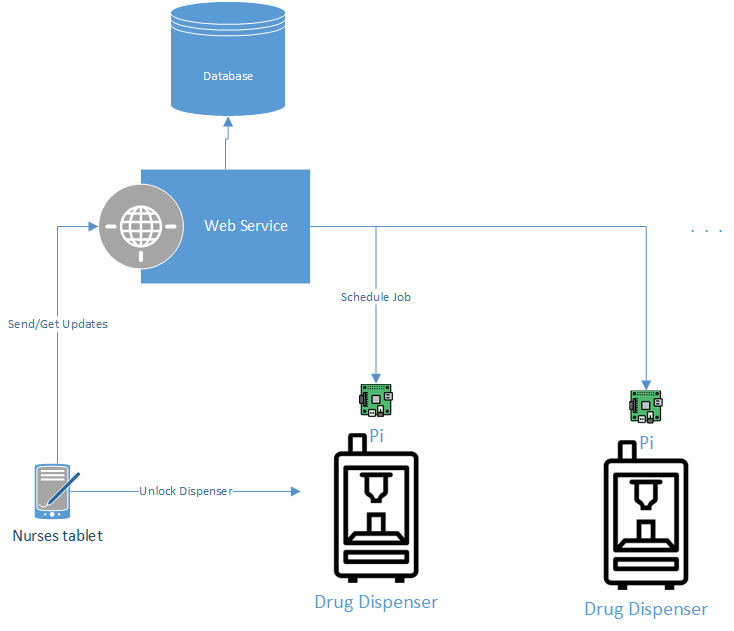 Database
Web Service
. . .
Schedule Job
Send/Get Updates
Pi
Pi
Unlock Dispenser
Nurses tablet
Drug Dispenser
Drug Dispenser